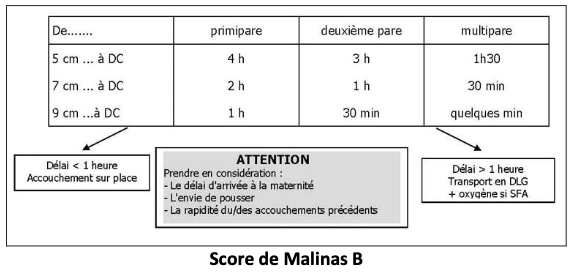 De....... primipare deuxième pare multipare
5 cm ... à DC 4 h 3 h 1h30
7 cm ... à DC 2 h 1 h 30 min
9 cm ...à DC 1 h 30 min quelques min
Délai < 1 heure
Accouchement sur place
ATTENTION
Prendre en considération :
- Le délai d'arrivée à la maternité
- L'envie de pousser
- La rapidité du/des accouchements précédents
Délai > 1 heure
Transport en DLG
+ oxygène si SFA
Score de Malinas B